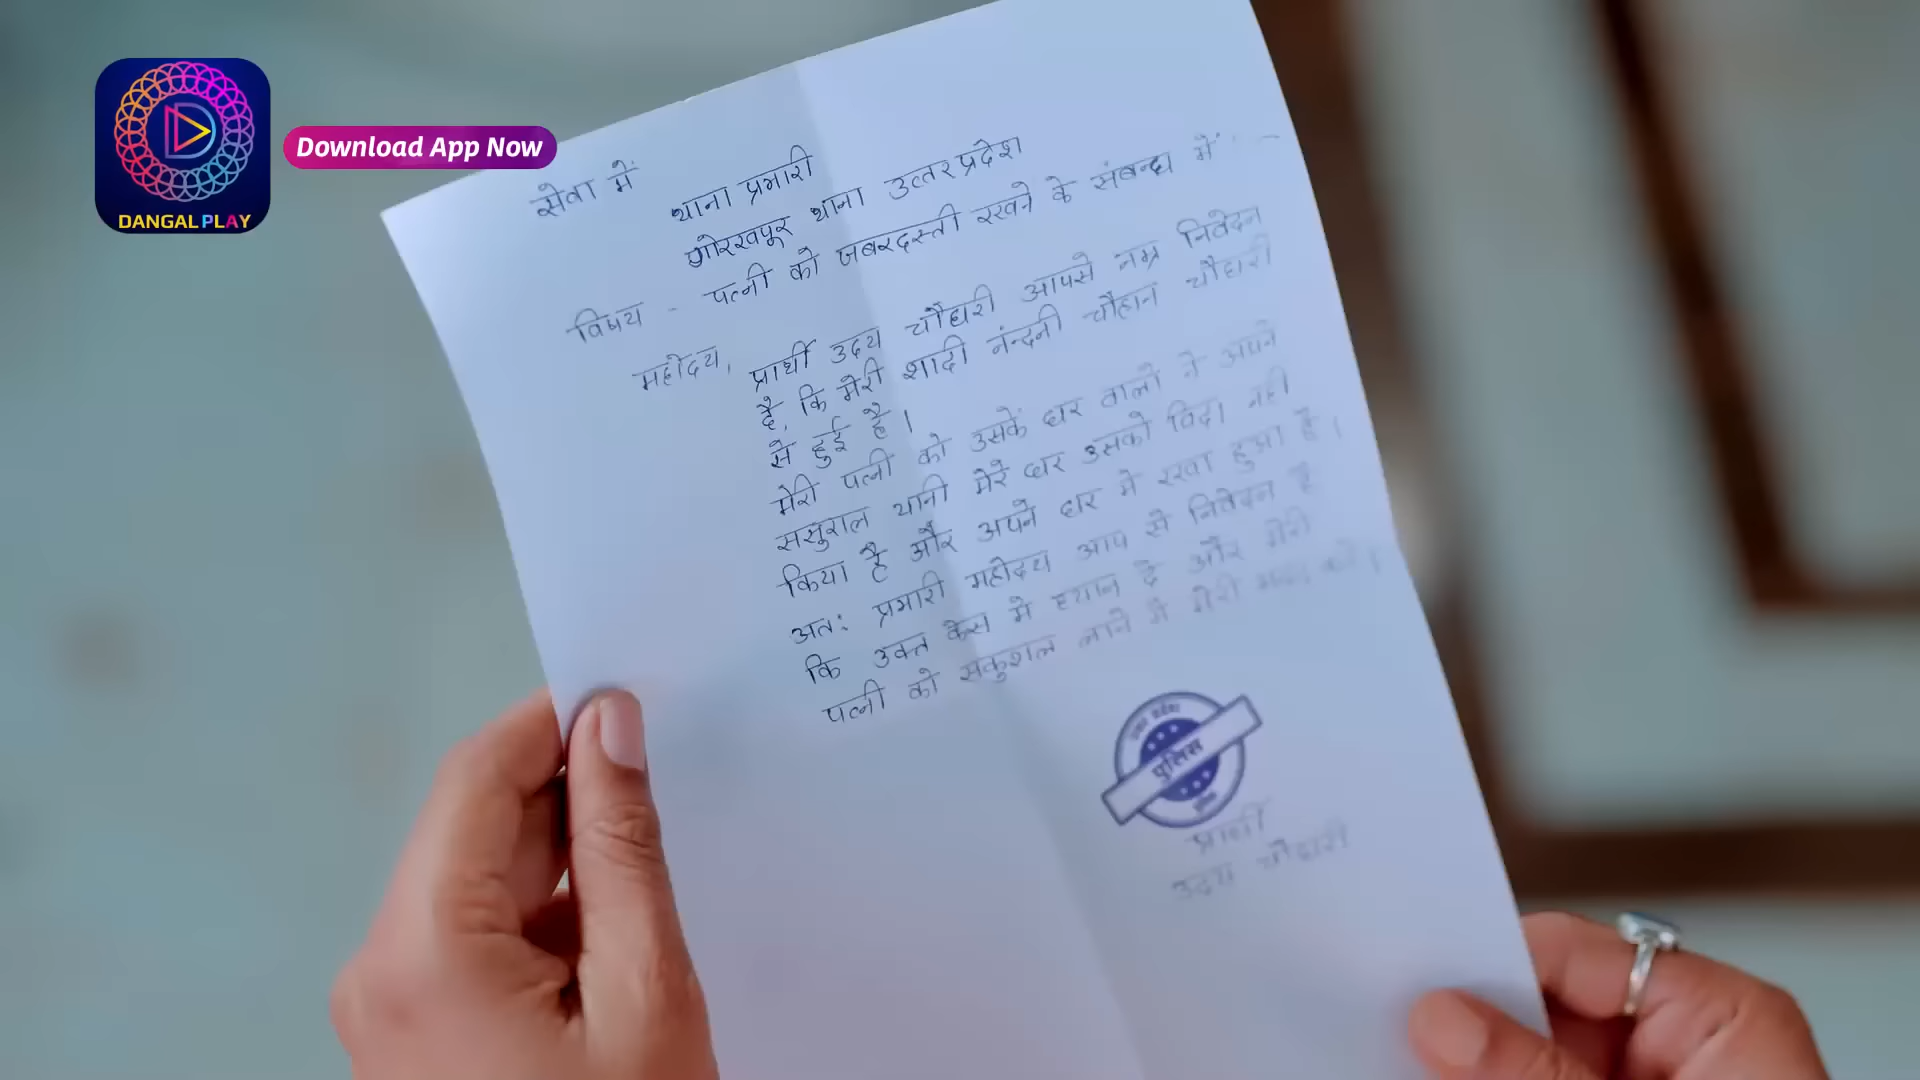 DANGAL PLAY
Download App Now
सेवा में
थाना प्रभारी
गोरखपूर थाना उत्तर प्रदेश
विषय - पत्नी को जबरदस्ती रखने के संबन्ध में -
महोदय,
प्रार्थी उदय चौधरी आपसे नम्र निवेदन
है, कि मेरी शादी नंन्दनी चौहान चौधरी
से हुई है।
मेरी पत्नी को उसकें घर वालों ने अपने
ससुराल यानी मेरे घर उसको विदा नही
किया है और अपने घर मे रखा हुआ है।
अतः प्रभारी महोदय आप से निवेदन है
कि उक्त केस मे ध्यान दे और मेरी
पत्नी को सकुशल लाने मे मेरी मदद करें।
पुलिस
प्रार्थी
उदय चौधरी